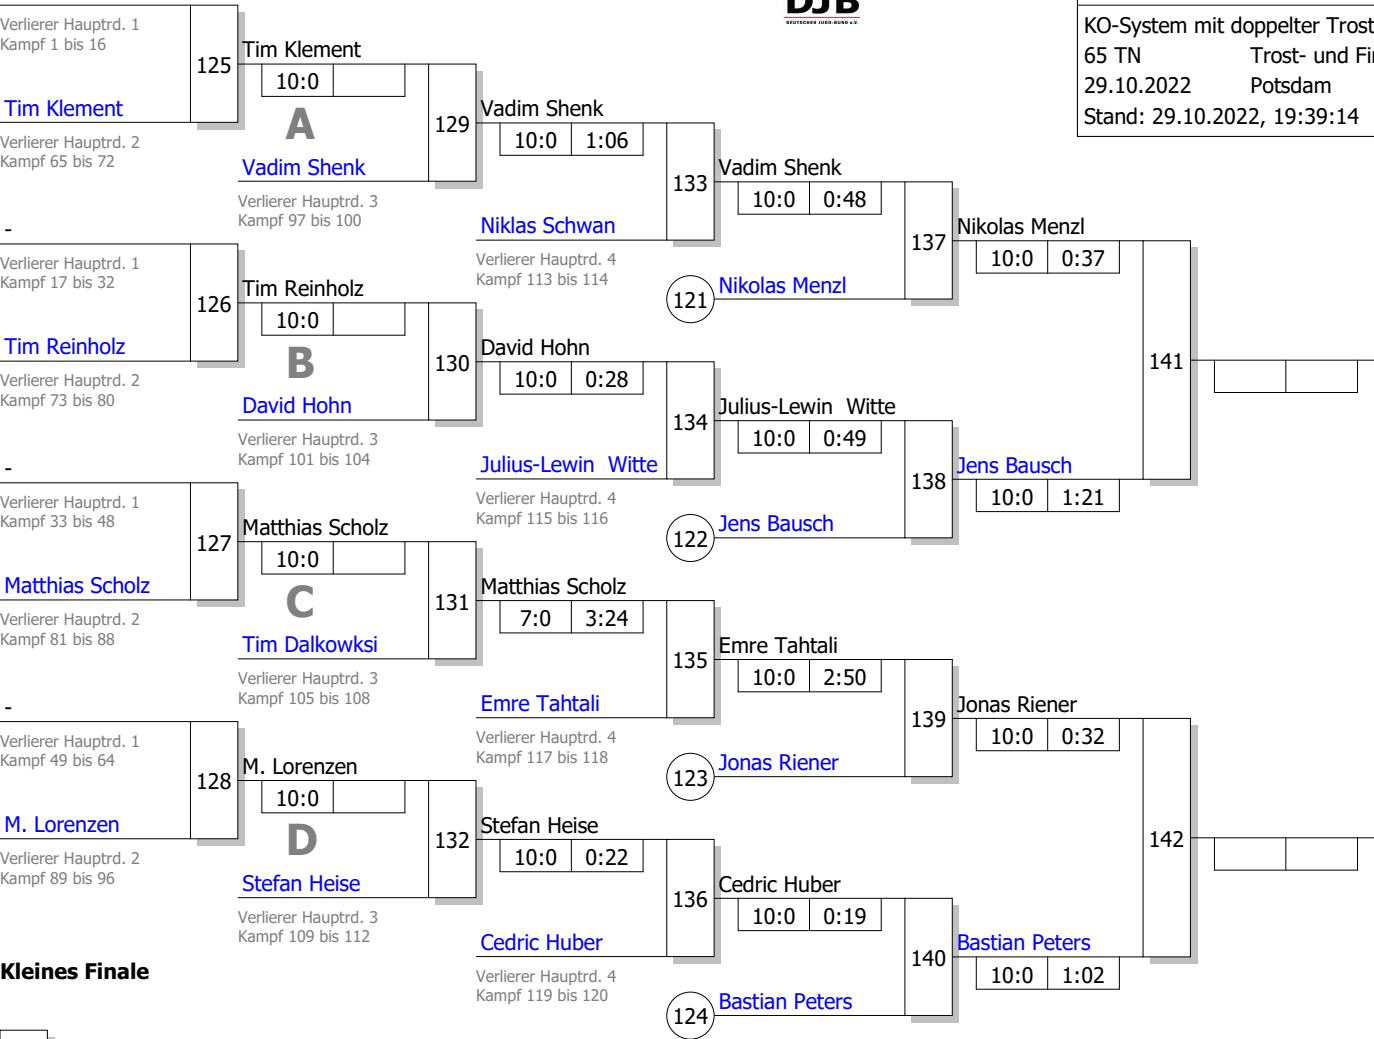 DJB
DEUTSCHER JUDO-BUND e.V.
KO-System mit doppelter Trost
65 TN Trost- und
29.10.2022 Potsdam
Stand: 29.10.2022, 19:39:14
Verlierer Hauptrd. 1
Kampf 1 bis 16
125
Tim Klement
10:0
Tim Klement
Verlierer Hauptrd. 2
Kampf 65 bis 72
A
129
Vadim Shenk
10:0 1:06
Vadim Shenk
Verlierer Hauptrd. 3
Kampf 97 bis 100
133
Vadim Shenk
10:0 0:48
Niklas Schwan
Verlierer Hauptrd. 4
Kampf 113 bis 114
137
Nikolas Menzl
10:0 0:37
121
Nikolas Menzl
-
Verlierer Hauptrd. 1
Kampf 17 bis 32
126
Tim Reinholz
10:0
Tim Reinholz
Verlierer Hauptrd. 2
Kampf 73 bis 80
B
130
David Hohn
10:0 0:28
David Hohn
Verlierer Hauptrd. 3
Kampf 101 bis 104
134
Julius-Lewin  Witte
10:0 0:49
Julius-Lewin  Witte
Verlierer Hauptrd. 4
Kampf 115 bis 116
138
Jens Bausch
10:0 1:21
122
Jens Bausch
141
-
Verlierer Hauptrd. 1
Kampf 33 bis 48
127
Matthias Scholz
10:0
Matthias Scholz
Verlierer Hauptrd. 2
Kampf 81 bis 88
C
131
Matthias Scholz
7:0 3:24
Tim Dalkowksi
Verlierer Hauptrd. 3
Kampf 105 bis 108
135
Emre Tahtali
10:0 2:50
Emre Tahtali
Verlierer Hauptrd. 4
Kampf 117 bis 118
139
Jonas Riener
10:0 0:32
123
Jonas Riener
-
Verlierer Hauptrd. 1
Kampf 49 bis 64
128
M. Lorenzen
10:0
M. Lorenzen
Verlierer Hauptrd. 2
Kampf 89 bis 96
D
132
Stefan Heise
10:0 0:22
Stefan Heise
Verlierer Hauptrd. 3
Kampf 109 bis 112
136
Cedric Huber
10:0 0:19
Cedric Huber
Verlierer Hauptrd. 4
Kampf 119 bis 120
140
Bastian Peters
10:0 1:02
124
Bastian Peters
142
Kleines Finale